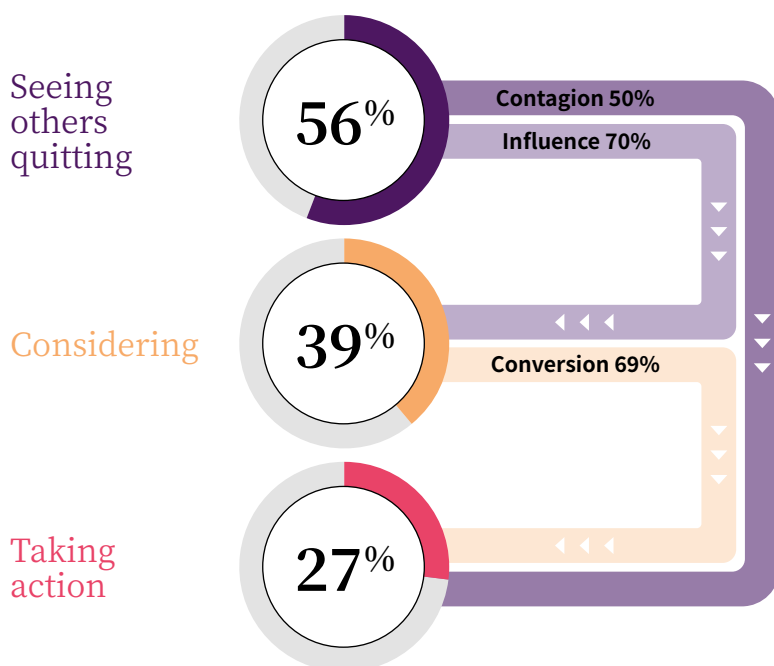 Seeing
others
quitting
56%
Contagion 50%
Influence 70%
Considering
39%
Conversion 69%
Taking
action
27%